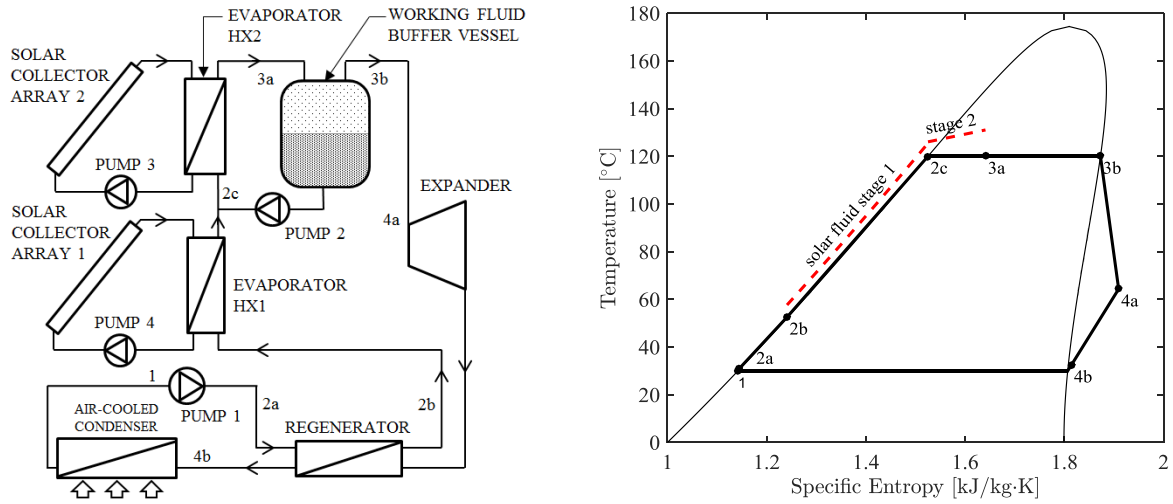 EVAPORATOR
HX2
WORKING FLUID
BUFFER VESSEL
SOLAR
COLLECTOR
ARRAY 2
3a
3b
PUMP 3
2c
PUMP 2
EXPANDER
4a
SOLAR
COLLECTOR
ARRAY 1
EVAPORATOR
HX1
PUMP 4
1
PUMP 1
2a
2b
AIR-COOLED
CONDENSER
4b
REGENERATOR
Temperature [°C]
180
160
140
120
100
80
60
40
20
0
stage 2
solar fluid stage 1
2c
3a
3b
2b
4a
2a
1
4b
1
1.2
1.4
1.6
1.8
2
Specific Entropy [kJ/kg·K]